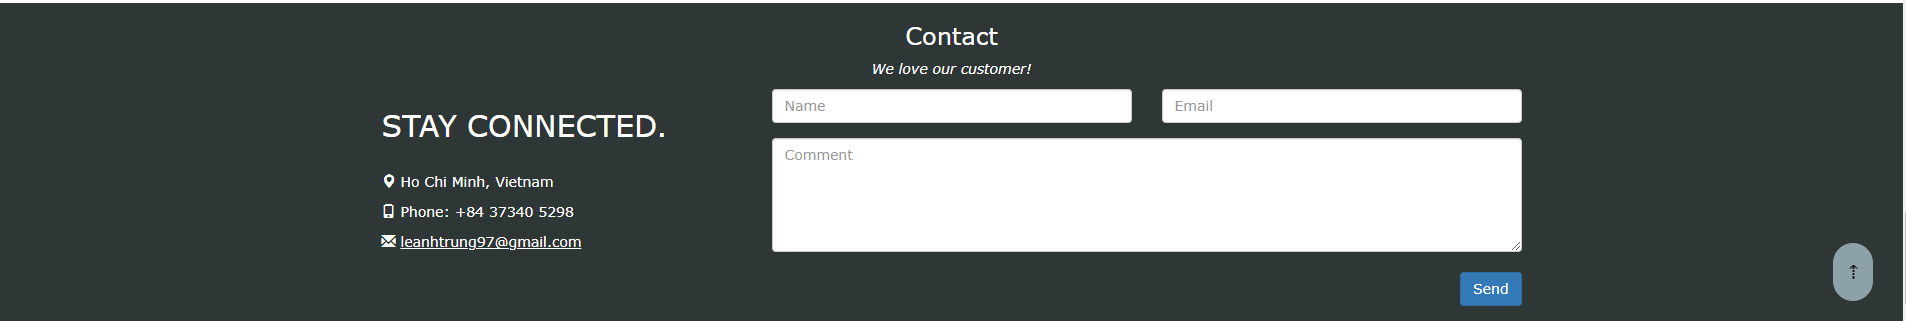 Contact
We love our customer!
STAY CONNECTED.
Ho Chi Minh, Vietnam
Phone: +84 37340 5298
leanhtrung97@gmail.com
Name
Email
Comment
Send